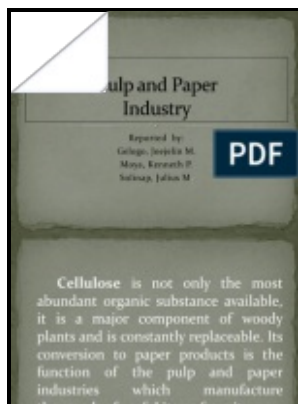 ulp and Paper
Industry
Reported by:
Gelogo, Joejelin M.
Moya, Kenneth P.
Solinap, Julius M
PDF
Cellulose is not only the most
abundant organic substance available,
it is a major component of woody
plants and is constantly replaceable. Its
conversion to paper products is the
function of the pulp and paper
industries which manufacture